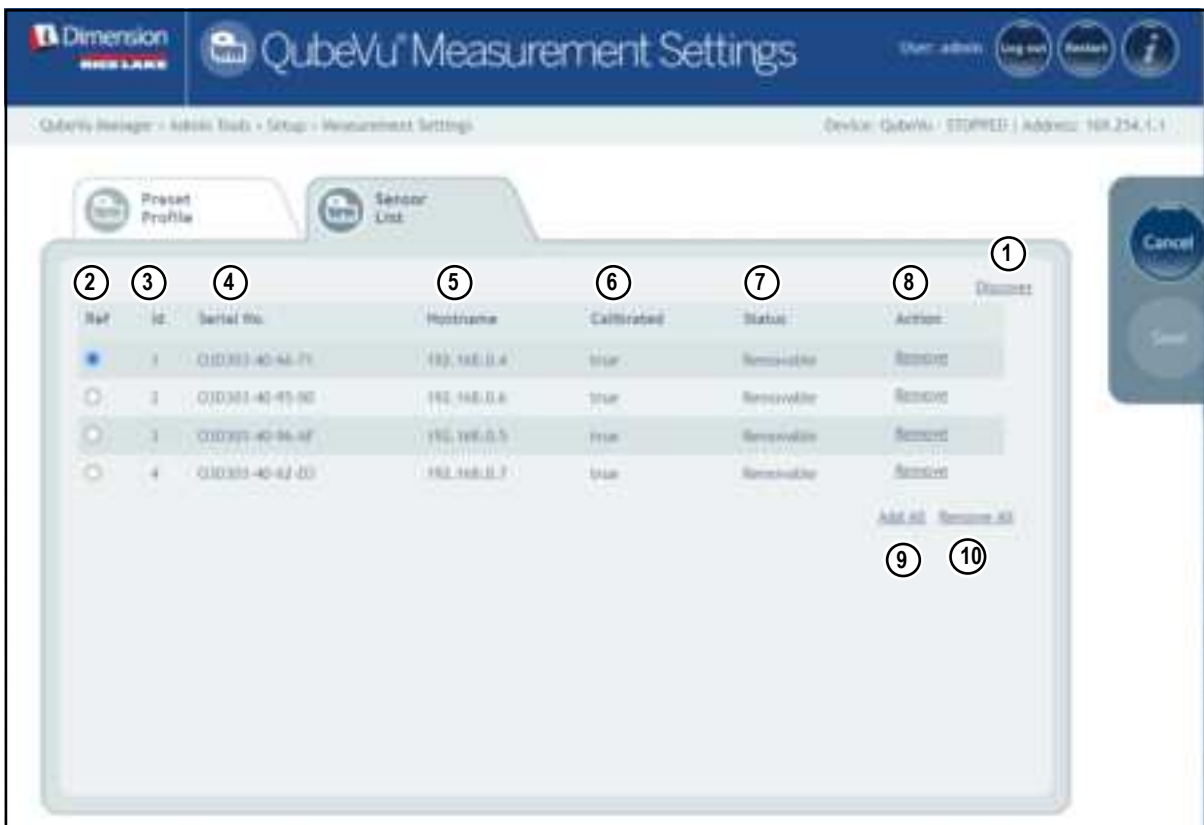 Dimension
RICE LAKE
QubeVu® Measurement Settings
User: admin
Log out
Restart
i
QubeVu Manager > Admin Tools > Setup > Measurement Settings
Device: QubeVu - STOPPED | Address: 169.254.1.1
Preset
Profile
Sensor
List
Cancel
Save
1
Discover
2 3 4 5 6 7 8
Ref Id Serial No. Hostname Calibrated Status Action
1 192.168.0.4 true Removable Remove
2 192.168.0.6 true Removable Remove
3 192.168.0.5 true Removable Remove
4 192.168.0.7 true Removable Remove
Add All Remove All
9 10